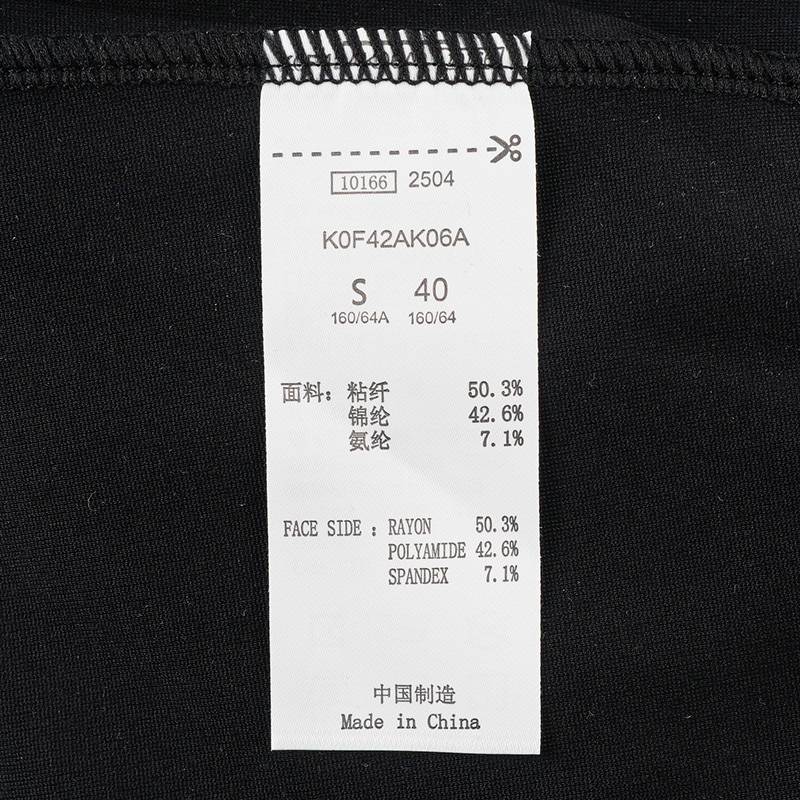 10166 2504
K0F42AK06A
S 40
160/64A 160/64
面料：粘纤 50.3%
锦纶 42.6%
氨纶 7.1%
FACE SIDE : RAYON 50.3%
POLYAMIDE 42.6%
SPANDEX 7.1%
中国制造
Made in China